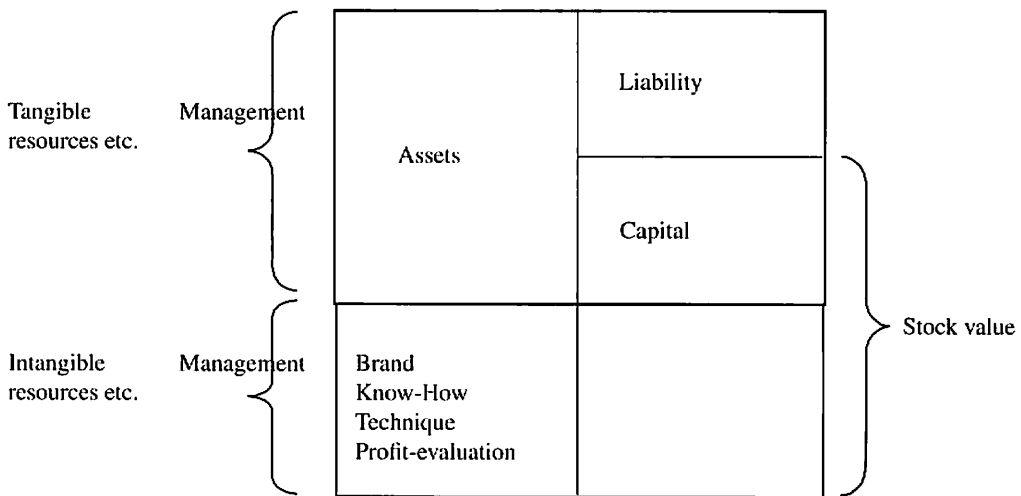 Liability
Tangible Management
resources etc.
Assets
Capital
Stock value
Intangible Management
resources etc.
Brand
Know-How
Technique
Profit-evaluation